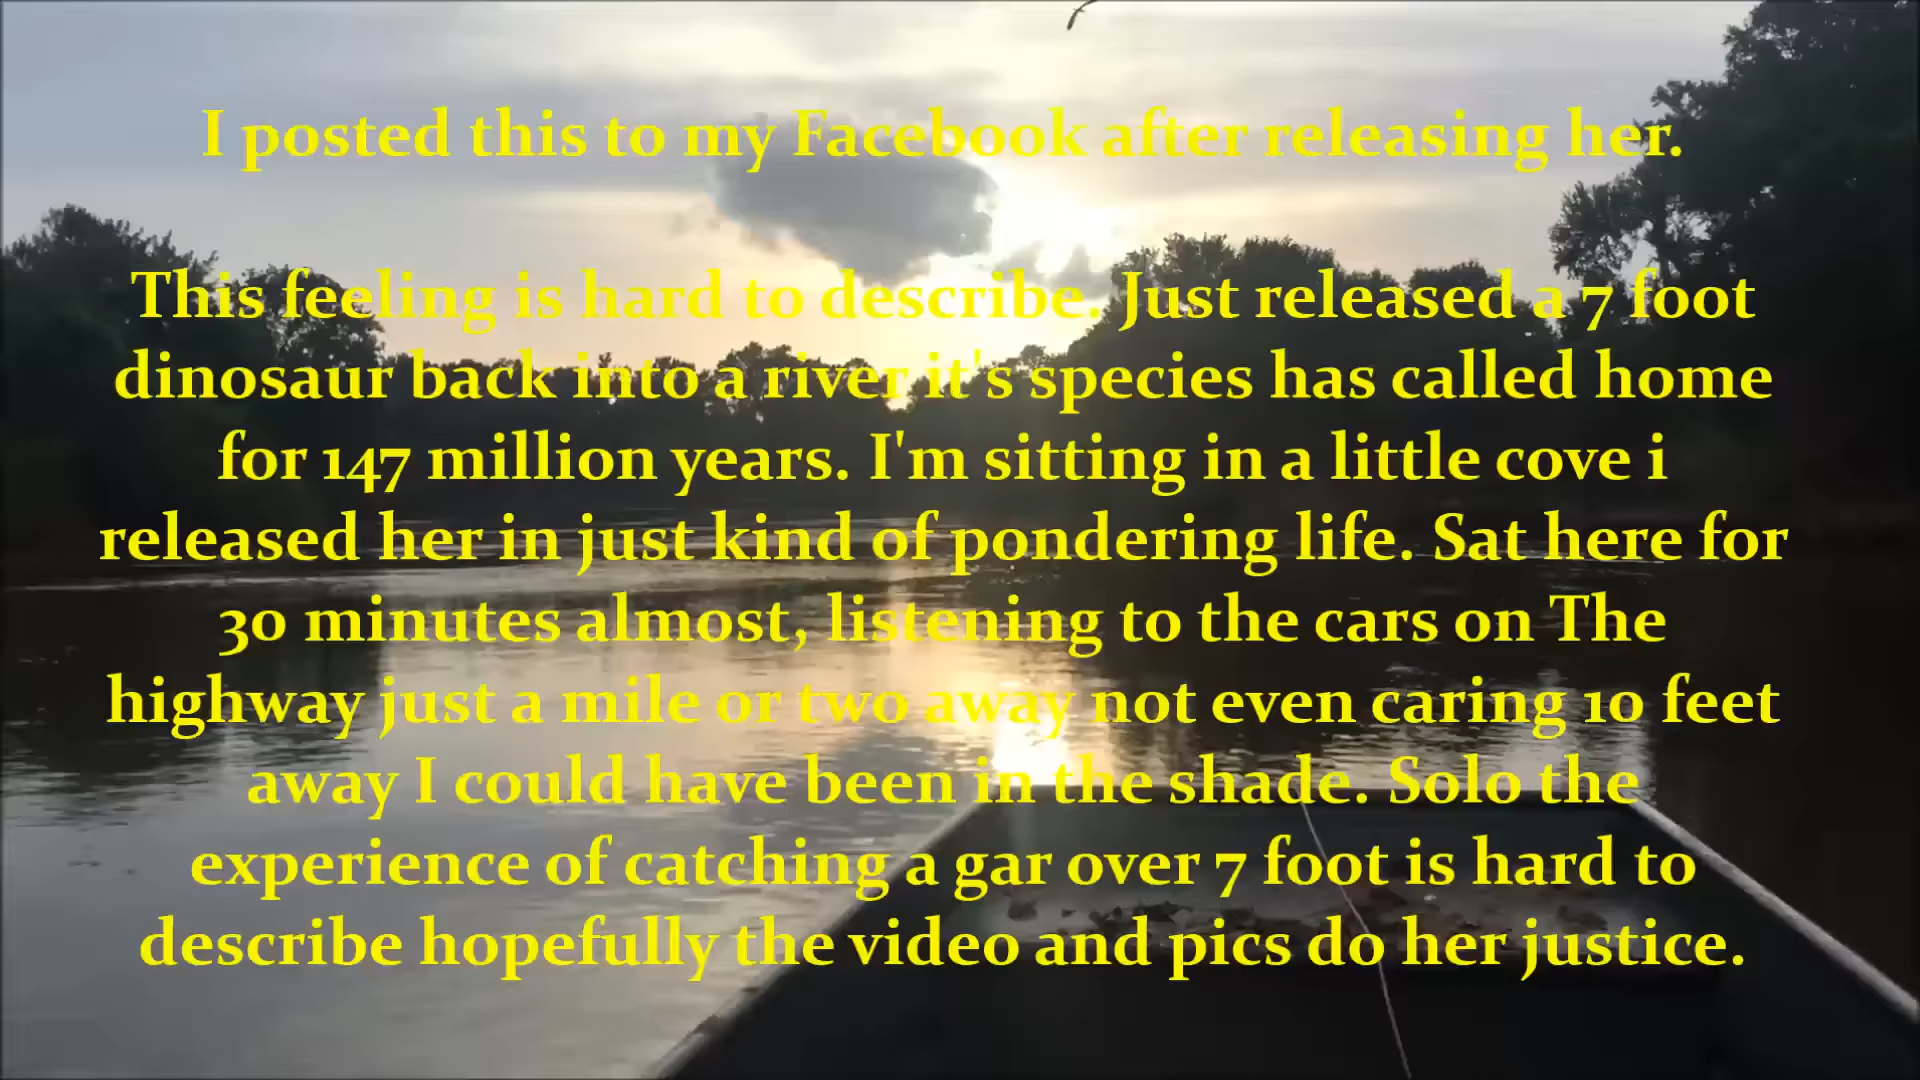 I posted this to my Facebook after releasing her.
This feeling is hard to describe. Just released a 7 foot
dinosaur back into a river it's species has called home
for 147 million years. I'm sitting in a little cove i
released her in just kind of pondering life. Sat here for
30 minutes almost, listening to the cars on The
highway just a mile or two away not even caring 10 feet
away I could have been in the shade. Solo the
experience of catching a gar over 7 foot is hard to
describe hopefully the video and pics do her justice.